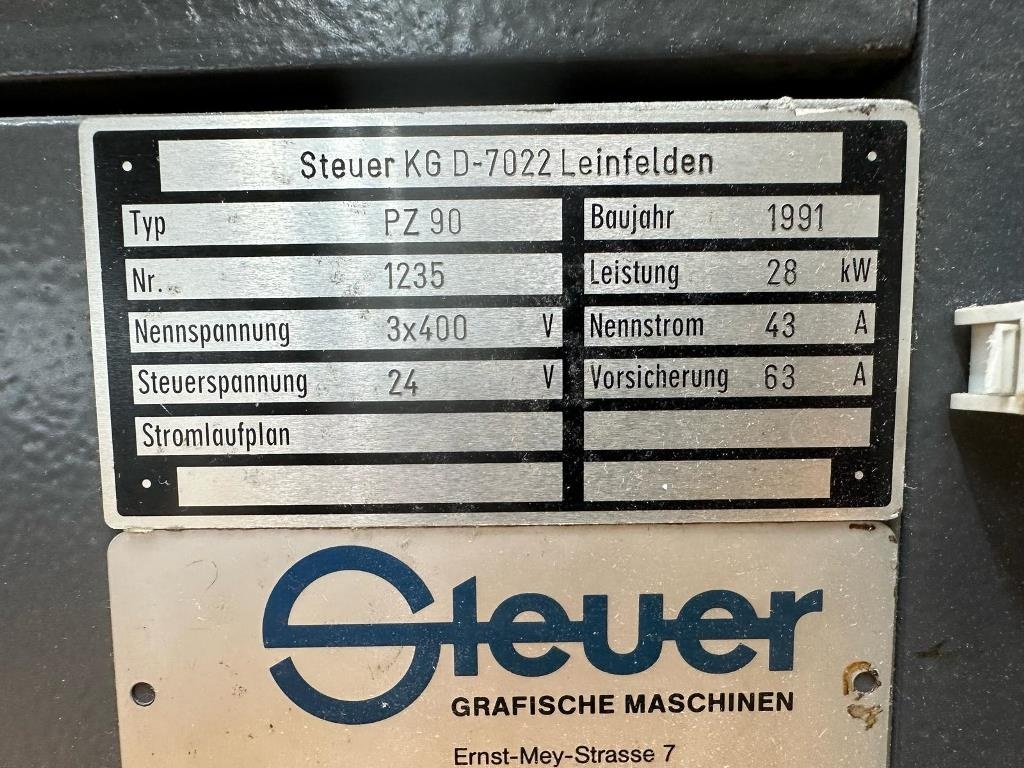 Steuer KG D-7022 Leinfelden
Typ PZ 90 Baujahr 1991
Nr. 1235 Leistung 28 kW
Nennspannung 3x400 V Nennstrom 43 A
Steuerspannung 24 V Vorsicherung 63 A
Stromlaufplan
Steuer
GRAFISCHE MASCHINEN
Ernst-Mey-Strasse 7